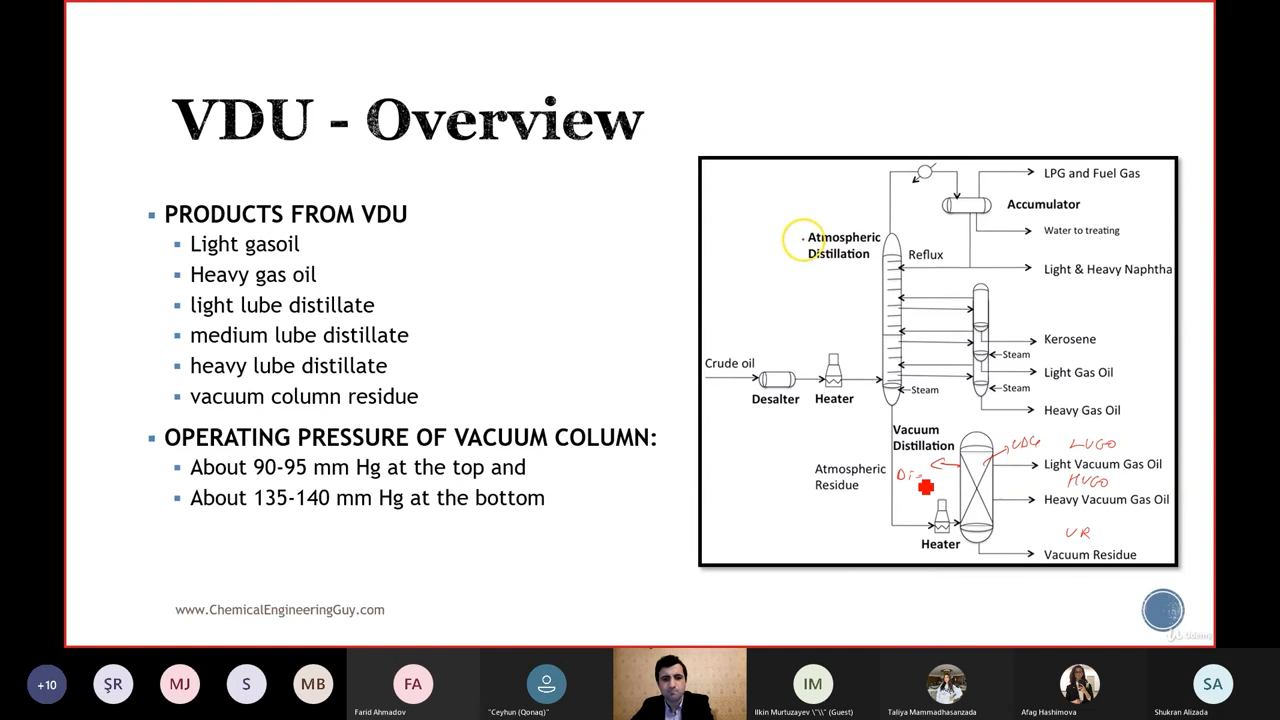 VDU - Overview
PRODUCTS FROM VDU
Light gasoil
Heavy gas oil
light lube distillate
medium lube distillate
heavy lube distillate
vacuum column residue
OPERATING PRESSURE OF VACUUM COLUMN:
About 90-95 mm Hg at the top and
About 135-140 mm Hg at the bottom
www.ChemicalEngineeringGuy.com
LPG and Fuel Gas
Accumulator
Water to treating
Atmospheric
Distillation
Reflux
Light & Heavy Naphtha
Crude oil
Desalter
Heater
Steam
Kerosene
Steam
Light Gas Oil
Steam
Heavy Gas Oil
Vacuum
Distillation
LVGO
Light Vacuum Gas Oil
Atmospheric
Residue
HVGO
Heavy Vacuum Gas Oil
Heater
VR
Vacuum Residue
Udemy
+10
ŞR
MJ
S
MB
FA
Farid Ahmadov
"Ceyhun (Qonaq)"
IM
Ilkin Murtuzayev \"\\" (Guest)
Taliya Mammadhasanzada
Afag Hashimova
SA
Shukran Alizada